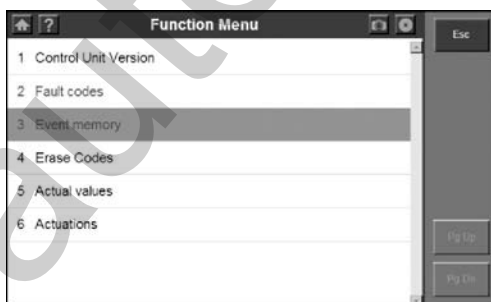 ? Function Menu
Esc
1 Control Unit Version
2 Fault codes
3 Event memory
4 Erase Codes
5 Actual values
6 Actuations
Pg Up
Pg Dn